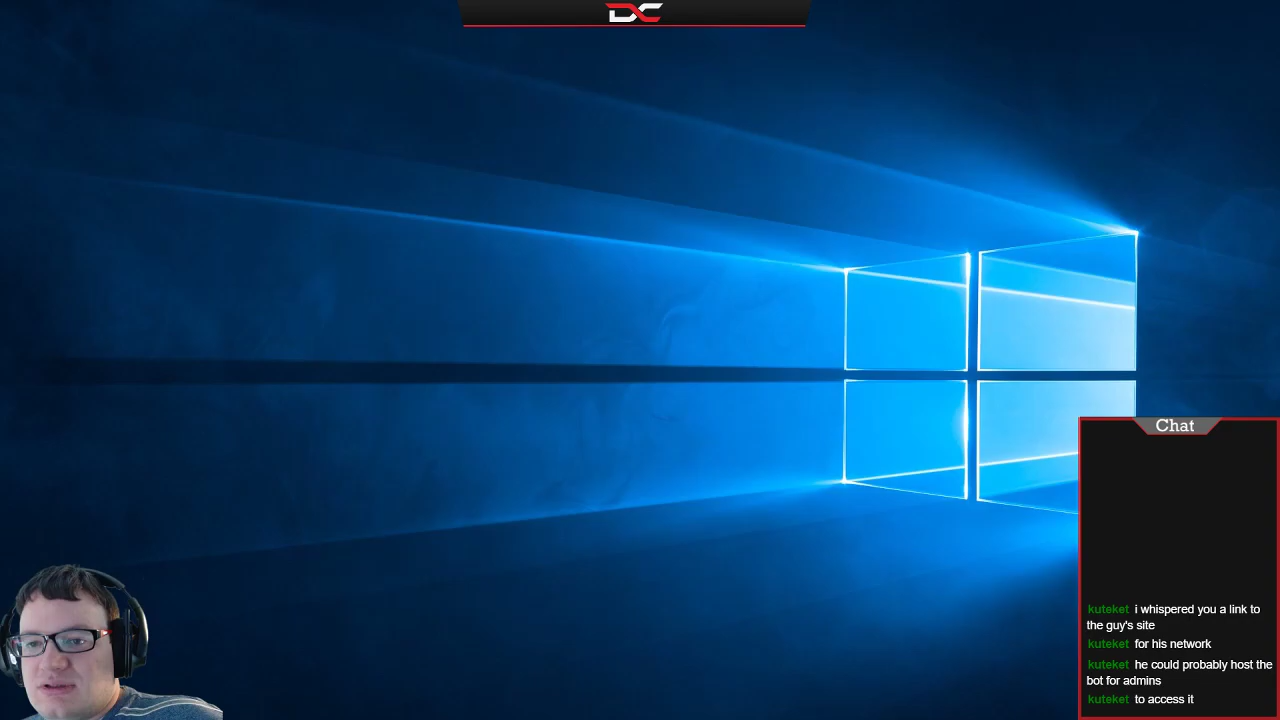 DC
Chat
kuteket i whispered you a link to
the guy's site
kuteket for his network
kuteket he could probably host the
bot for admins
kuteket to access it